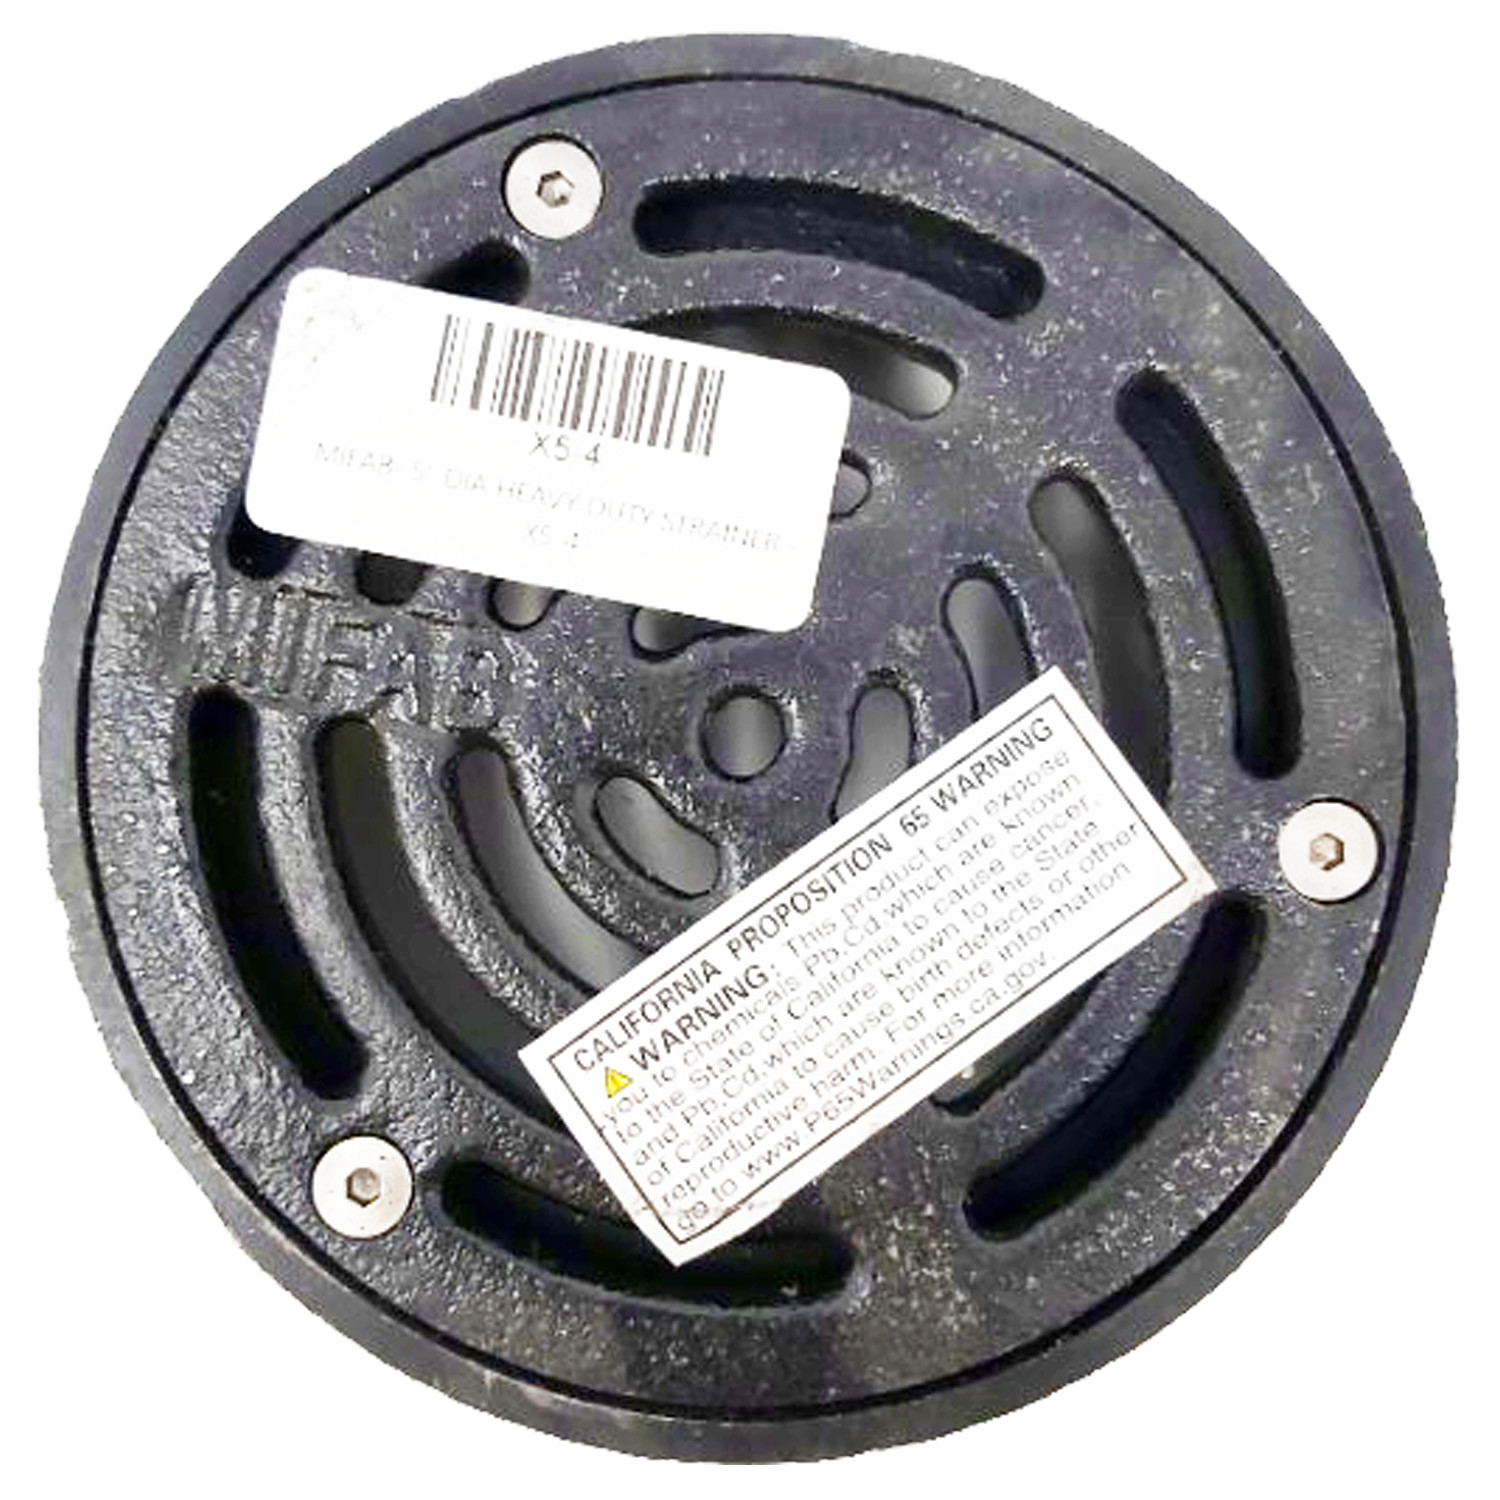 X5-4
MIFAB- 5" DIA HEAVY DUTY STRAINER -
X5-4
MIFAB
CALIFORNIA PROPOSITION 65 WARNING
WARNING: This product can expose
you to chemicals Pb,Cd,which are known
to the State of California to cause cancer,
and Pb,Cd,which are known to the State
of California to cause birth defects or other
reproductive harm. For more information
go to www.P65Warnings.ca.gov.